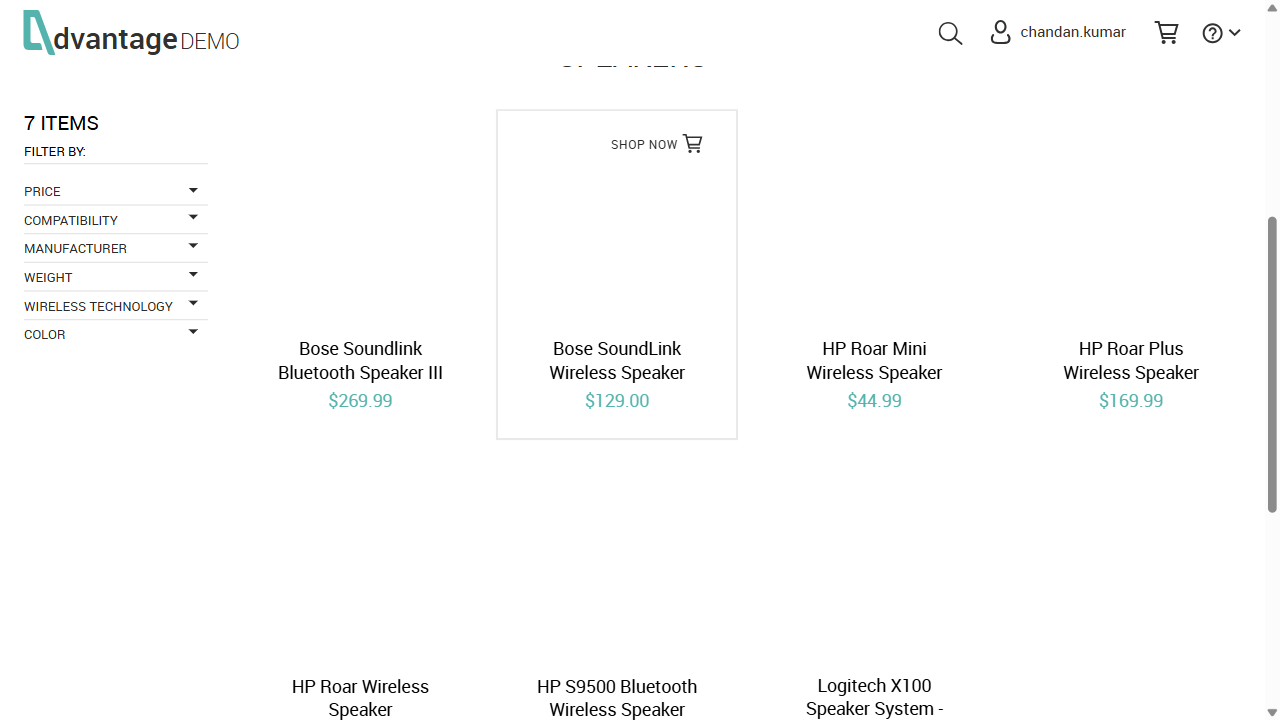 dvantage DEMO
chandan.kumar
7 ITEMS
FILTER BY:
PRICE
COMPATIBILITY
MANUFACTURER
WEIGHT
WIRELESS TECHNOLOGY
COLOR
SHOP NOW
Bose Soundlink
Bluetooth Speaker III
$269.99
Bose SoundLink
Wireless Speaker
$129.00
HP Roar Mini
Wireless Speaker
$44.99
HP Roar Plus
Wireless Speaker
$169.99
HP Roar Wireless
Speaker
HP S9500 Bluetooth
Wireless Speaker
Logitech X100
Speaker System -